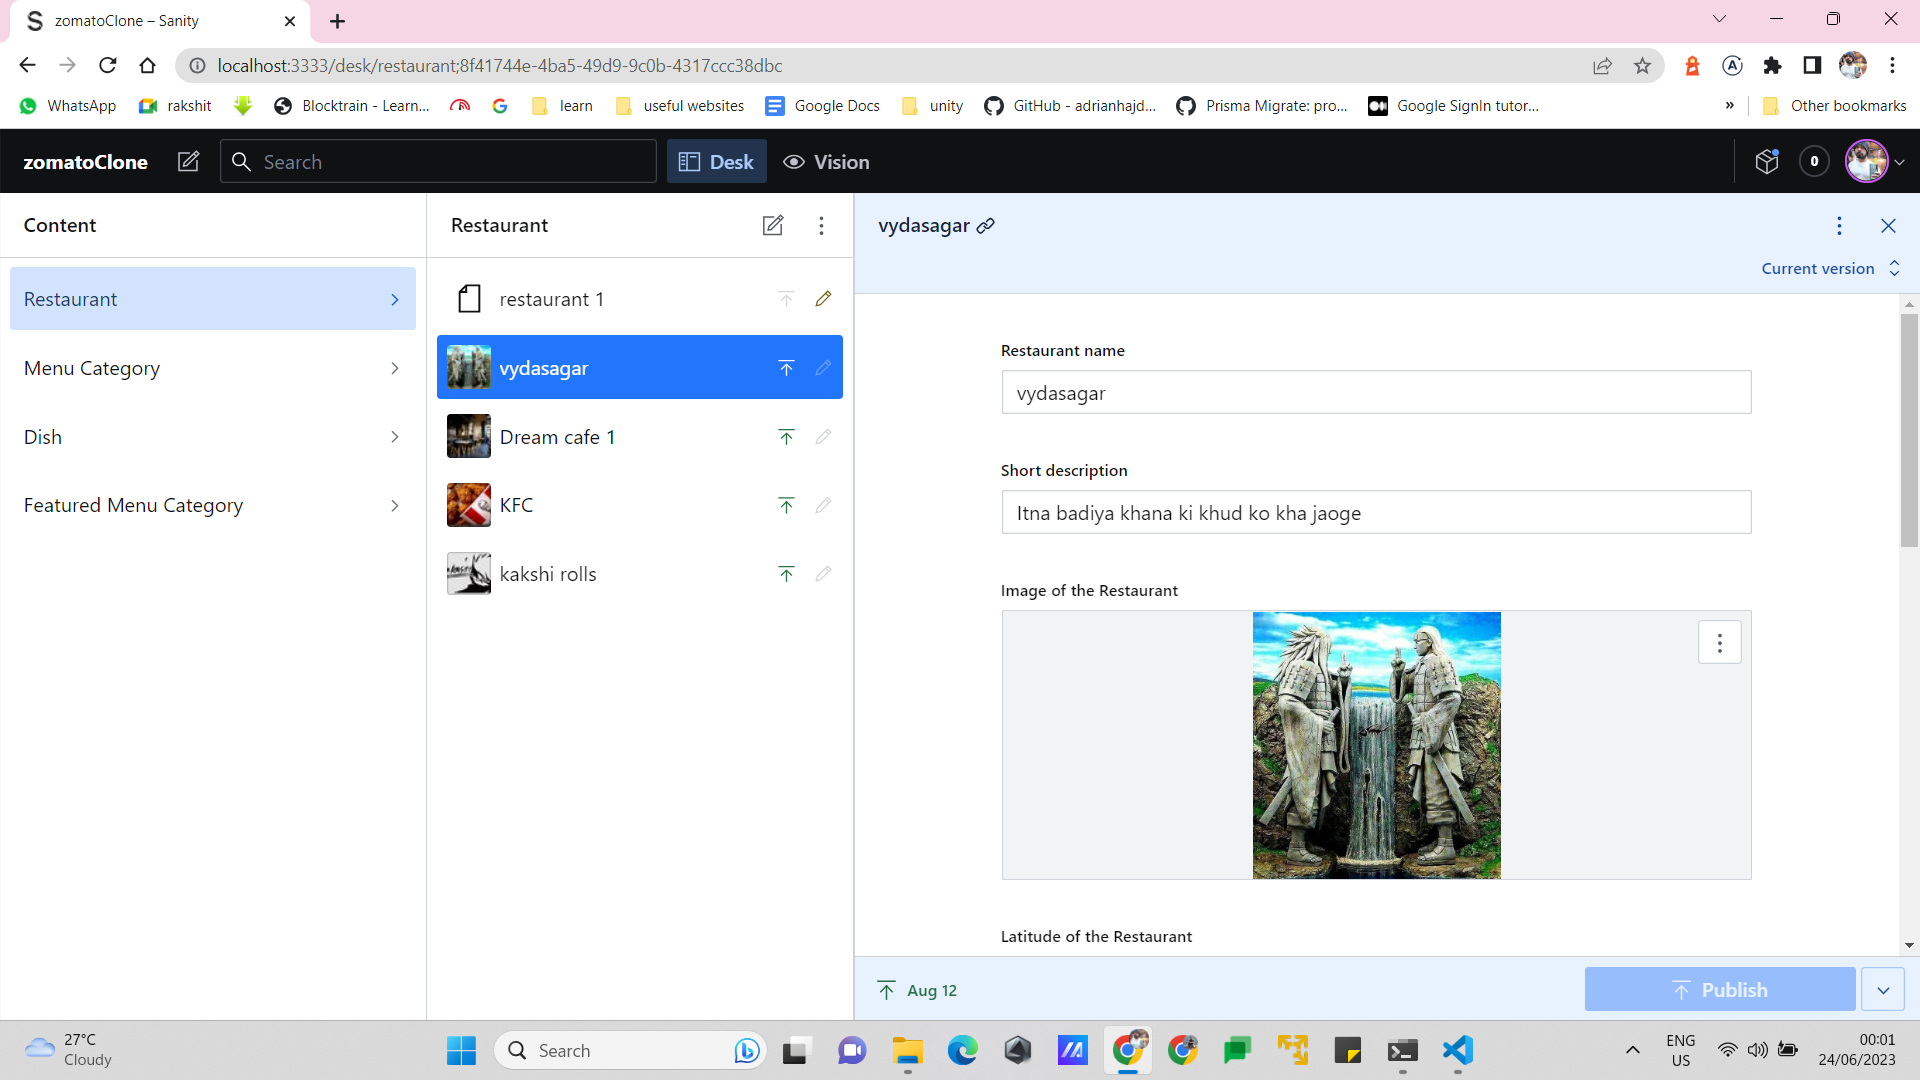 zomatoClone – Sanity
localhost:3333/desk/restaurant;8f41744e-4ba5-49d9-9c0b-4317ccc38dbc
WhatsApp rakshit Blocktrain - Learn... learn useful websites Google Docs unity GitHub - adrianhajd... Prisma Migrate: pro... Google SignIn tutor... » Other bookmarks
zomatoClone Search Desk Vision 0
Content
Restaurant
Menu Category
Dish
Featured Menu Category
Restaurant
restaurant 1
vydasagar
Dream cafe 1
KFC
kakshi rolls
vydasagar
Current version
Restaurant name
vydasagar
Short description
Itna badiya khana ki khud ko kha jaoge
Image of the Restaurant
Latitude of the Restaurant
Aug 12 Publish
27°C
Cloudy
Search
ENG
US
00:01
24/06/2023